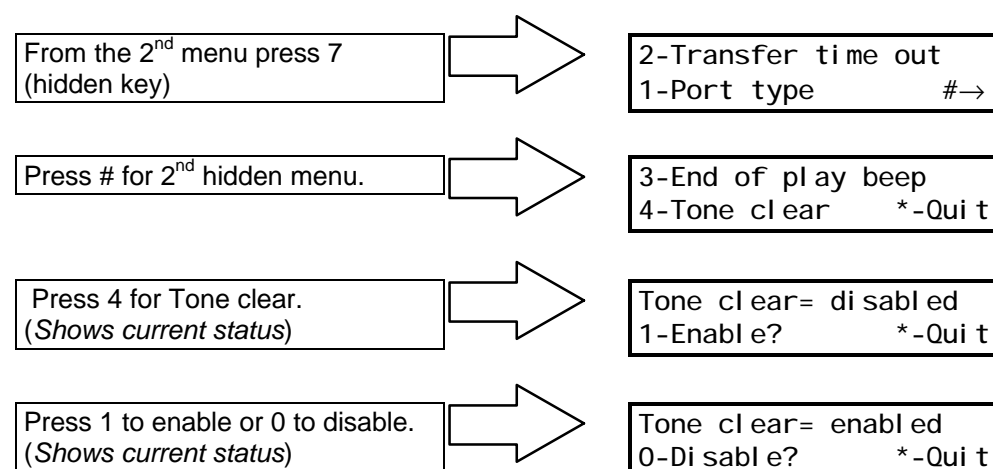 From the 2nd menu press 7
(hidden key)
2-Transfer time out
1-Port type #→
Press # for 2nd hidden menu.
3-End of play beep
4-Tone clear *-Quit
Press 4 for Tone clear.
(Shows current status)
Tone clear= disabled
1-Enable? *-Quit
Press 1 to enable or 0 to disable.
(Shows current status)
Tone clear= enabled
0-Disable? *-Quit